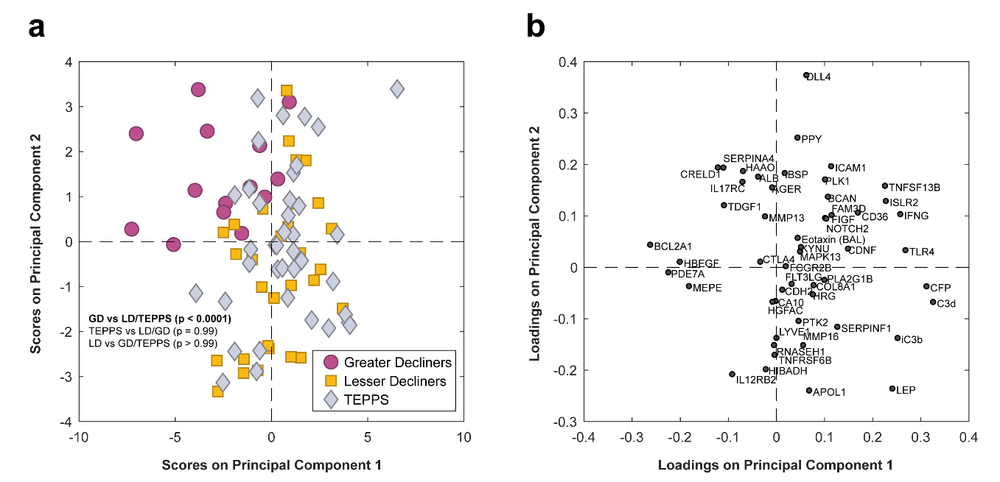 a
4
3
2
1
0
-1
-2
-3
-4
-10
-5
0
5
10
Scores on Principal Component 2
Scores on Principal Component 1
GD vs LD/TEPPS (p < 0.0001)
TEPPS vs LD/GD (p = 0.99)
LD vs GD/TEPPS (p > 0.99)
Greater Decliners
Lesser Decliners
TEPPS
b
0.4
0.3
0.2
0.1
0
-0.1
-0.2
-0.3
-0.4
-0.3
-0.2
-0.1
0
0.1
0.2
0.3
0.4
Loadings on Principal Component 2
Loadings on Principal Component 1
DLL4
PPY
SERPINA4
CRELD1
HAAO
ALB
IBSP
ICAM1
PLK1
IL17RC
AGER
TNFSF13B
BCAN
ISLR2
TDGF1
MMP13
FAM3D
CD36
IFNG
FIGF
NOTCH2
Eotaxin (BAL)
BCL2A1
KYNU
CDNF
TLR4
MAPK13
HBEGF
CTLA4
FCGR2B
PDE7A
FLT3LG
PLA2G1B
MEPE
COL8A1
CFP
CDH2
HRG
CA10
C3d
HGFAC
PTK2
SERPINF1
LYVE1
MMP16
iC3b
RNASEH1
TNFRSF6B
HIBADH
IL12RB2
APOL1
LEP